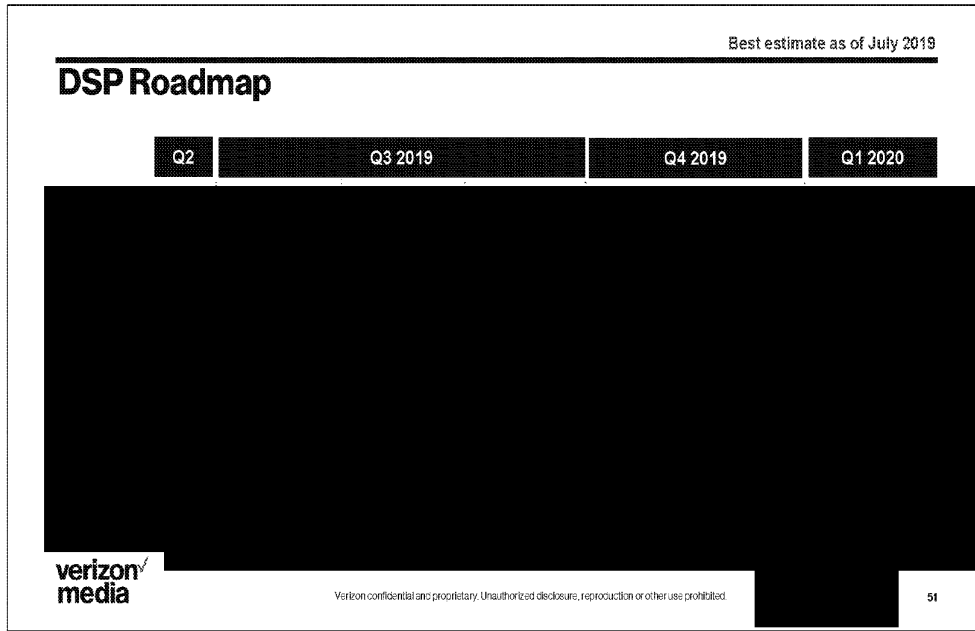 Best estimate as of July 2019
DSP Roadmap
Q2 Q3 2019 Q4 2019 Q1 2020
verizon
media
Verizon confidential and proprietary. Unauthorized disclosure, reproduction or other use prohibited.
51